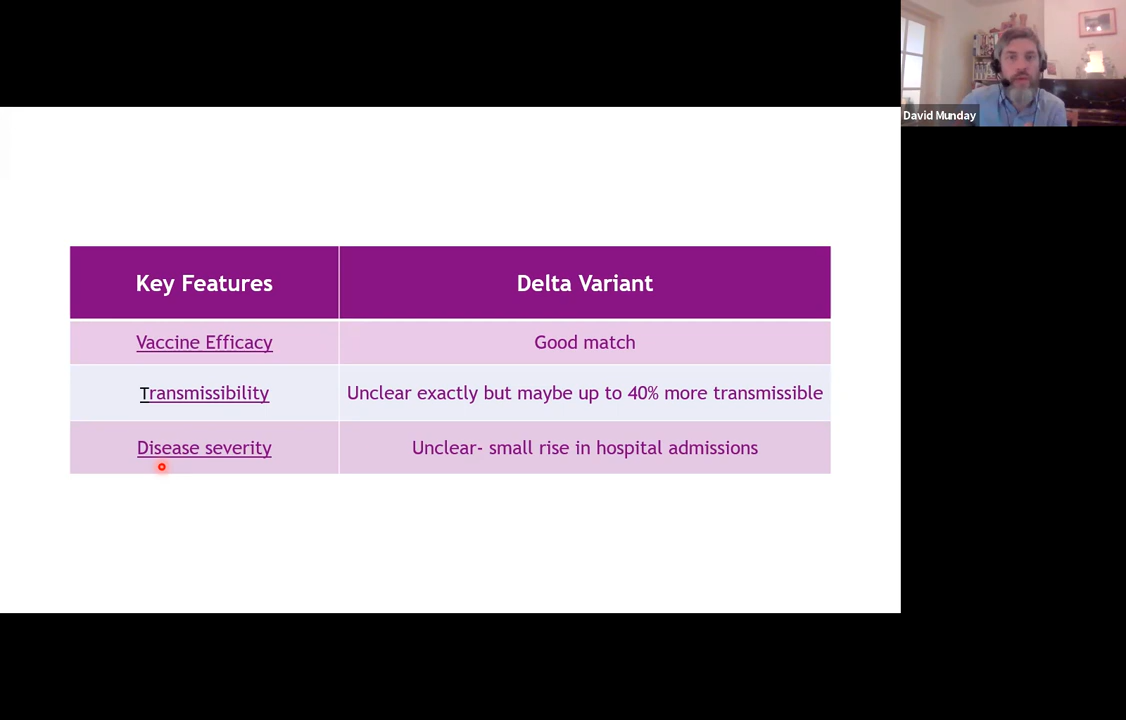 David Munday
Key Features
Delta Variant
Vaccine Efficacy
Good match
Transmissibility
Unclear exactly but maybe up to 40% more transmissible
Disease severity
Unclear- small rise in hospital admissions